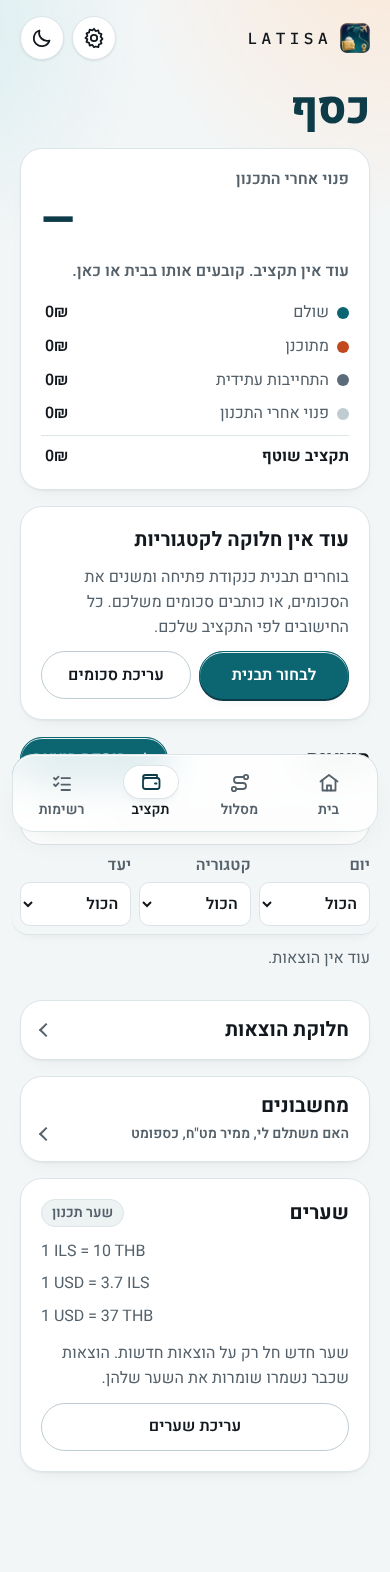 LATISA
כסף
פנוי אחרי התכנון
—
עוד אין תקציב. קובעים אותו בבית או כאן.
שולם 0₪
מתוכנן 0₪
התחייבות עתידית 0₪
פנוי אחרי התכנון 0₪
תקציב שוטף 0₪
עוד אין חלוקה לקטגוריות
בוחרים תבנית כנקודת פתיחה ומשנים את
הסכומים, או כותבים סכומים משלכם. כל
החישובים לפי התקציב שלכם.
לבחור תבנית עריכת סכומים
בית מסלול תקציב רשימות
יום קטגוריה יעד
הכול הכול הכול
עוד אין הוצאות.
חלוקת הוצאות
מחשבונים
האם משתלם לי, ממיר מט"ח, כספומט
שערים שער תכנון
1 ILS = 10 THB
1 USD = 3.7 ILS
1 USD = 37 THB
שער חדש חל רק על הוצאות חדשות. הוצאות
שכבר נשמרו שומרות את השער שלהן.
עריכת שערים